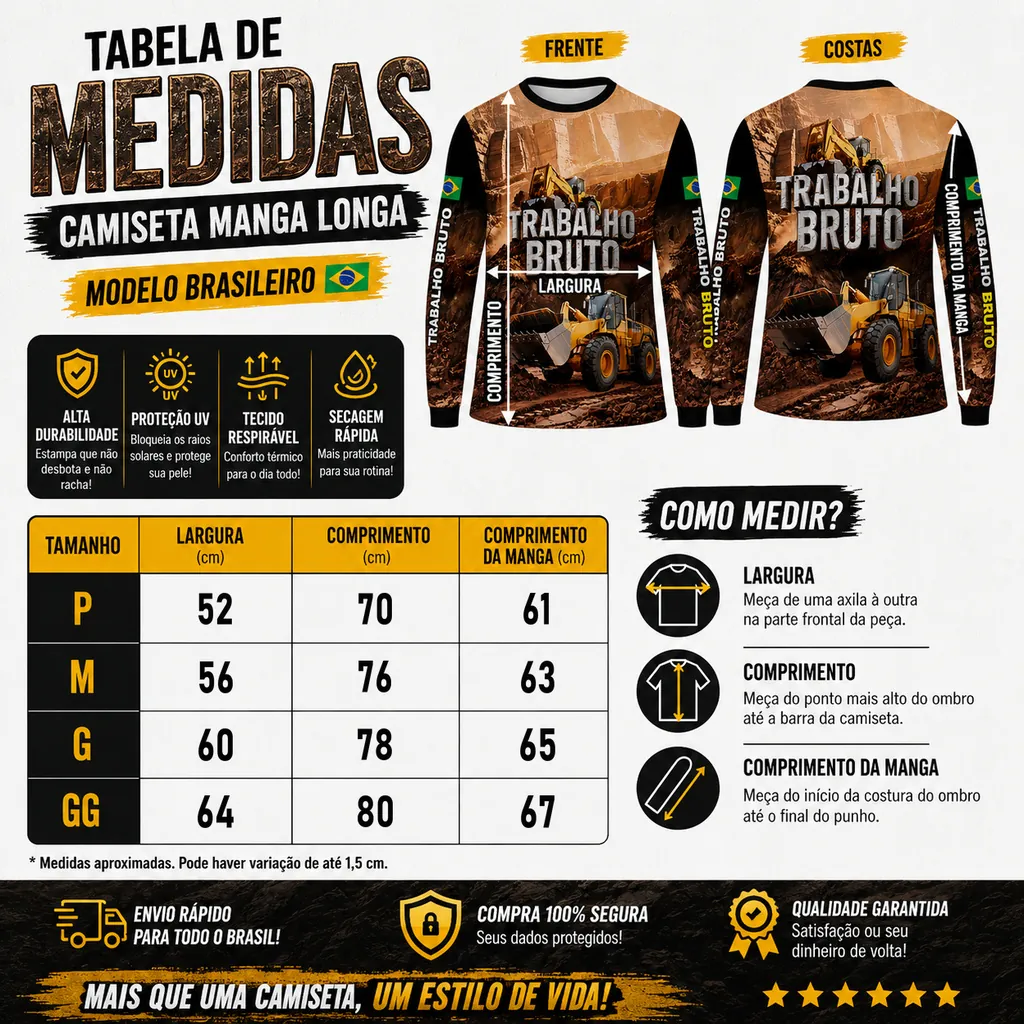 TABELA DE
MEDIDAS
CAMISETA MANGA LONGA
MODELO BRASILEIRO
FRENTE
COSTAS
TRABALHO
BRUTO
LARGURA
COMPRIMENTO
TRABALHO BRUTO
TRABALHO BRUTO
TRABALHO BRUTO
TRABALHO
BRUTO
COMPRIMENTO DA MANGA
TRABALHO BRUTO
ALTA
DURABILIDADE
Estampa que não
desbota e não
racha!
UV
UV
PROTEÇÃO UV
Bloqueia os raios
solares e protege
sua pele!
TECIDO
RESPIRÁVEL
Conforto térmico
para o dia todo!
SECAGEM
RÁPIDA
Mais praticidade
para sua rotina!
TAMANHO LARGURA (cm) COMPRIMENTO (cm) COMPRIMENTO DA MANGA (cm)
P 52 70 61
M 56 76 63
G 60 78 65
GG 64 80 67
* Medidas aproximadas. Pode haver variação de até 1,5 cm.
COMO MEDIR?
LARGURA
Meça de uma axila à outra
na parte frontal da peça.
COMPRIMENTO
Meça do ponto mais alto do ombro
até a barra da camiseta.
COMPRIMENTO DA MANGA
Meça do início da costura do ombro
até o final do punho.
ENVIO RÁPIDO
PARA TODO O BRASIL!
COMPRA 100% SEGURA
Seus dados protegidos!
QUALIDADE GARANTIDA
Satisfação ou seu
dinheiro de volta!
MAIS QUE UMA CAMISETA, UM ESTILO DE VIDA!